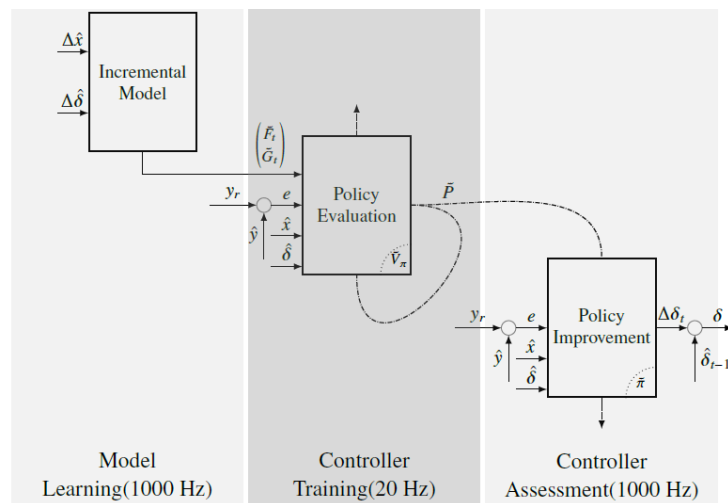 Δx̂
Δδ̂
Incremental
Model
F̃ₜ
G̃ₜ
yᵣ
e
ŷ
x̂
δ̂
Policy
Evaluation
Ṽπ
P̃
yᵣ
e
ŷ
x̂
δ̂
Policy
Improvement
π̃
Δδₜ
δ
δ̂ₜ₋₁
Model
Learning(1000 Hz)
Controller
Training(20 Hz)
Controller
Assessment(1000 Hz)